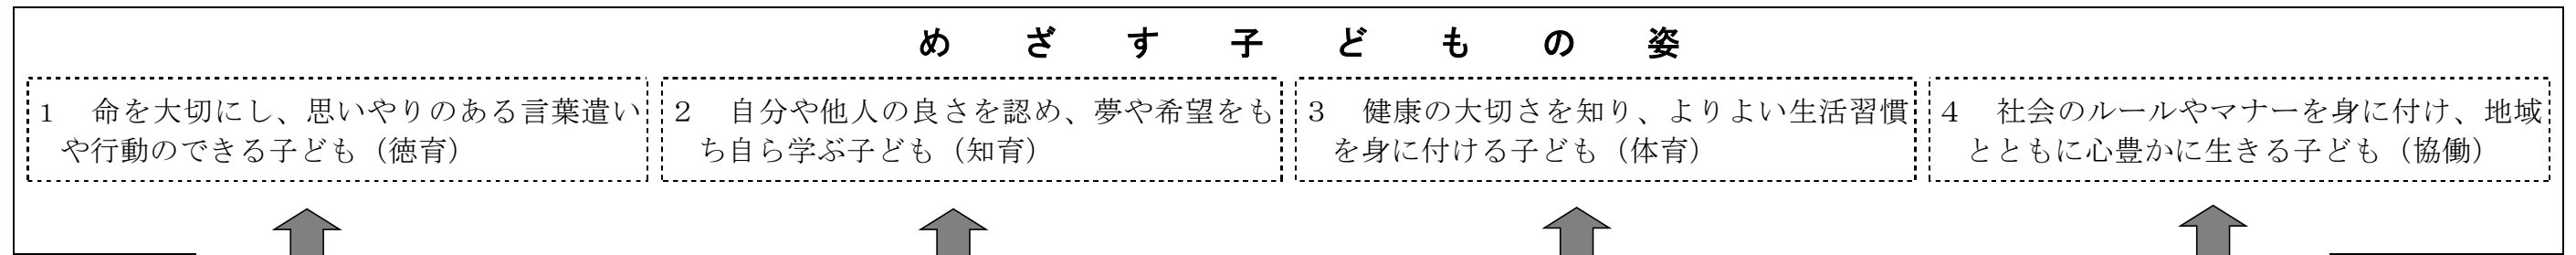 めざす子どもの姿
1　命を大切にし、思いやりのある言葉遣い
や行動のできる子ども（徳育）
2　自分や他人の良さを認め、夢や希望をも
ち自ら学ぶ子ども（知育）
3　健康の大切さを知り、よりよい生活習慣
を身に付ける子ども（体育）
4　社会のルールやマナーを身に付け、地域
とともに心豊かに生きる子ども（協働）